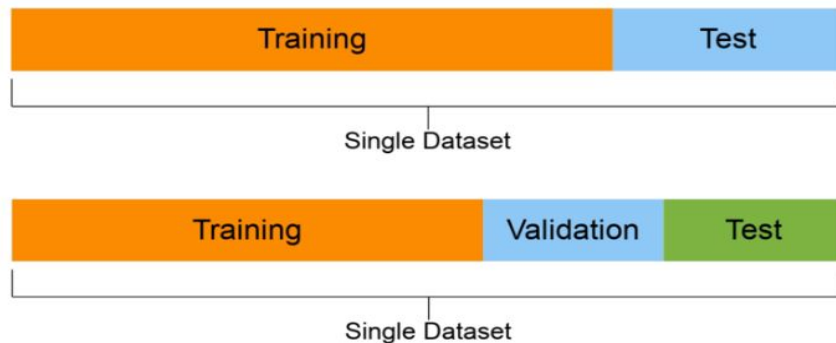 Training Test
Single Dataset
Training Validation Test
Single Dataset